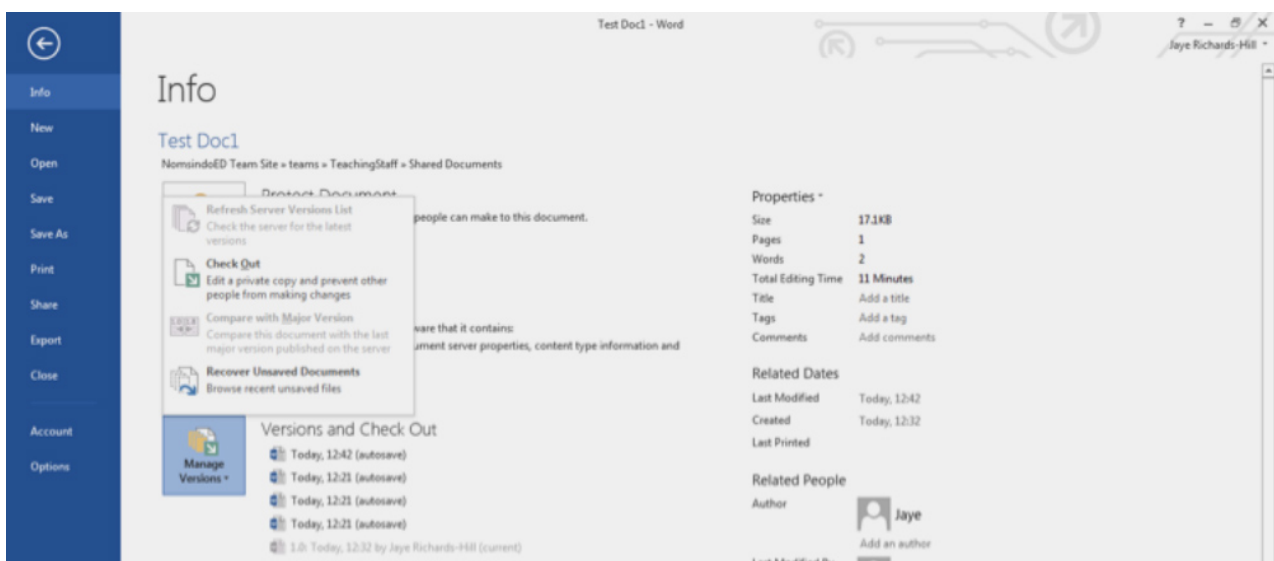 Test Doc1 - Word
? 
Jaye Richards-Hill
Info
New
Open
Save
Save As
Print
Share
Export
Close
Account
Options
Info
Test Doc1
NomsindoED Team Site » teams » TeachingStaff » Shared Documents
Protect Document
people can make to this document.
Refresh Server Versions List
Check the server for the latest
versions
Check Out
Edit a private copy and prevent other
people from making changes
Compare with Major Version
Compare this document with the last
major version published on the server
Recover Unsaved Documents
Browse recent unsaved files
ware that it contains:
ument server properties, content type information and
Manage
Versions
Versions and Check Out
Today, 12:42 (autosave)
Today, 12:21 (autosave)
Today, 12:21 (autosave)
Today, 12:21 (autosave)
1.0: Today, 12:32 by Jaye Richards-Hill (current)
Properties
Size 17.1KB
Pages 1
Words 2
Total Editing Time 11 Minutes
Title Add a title
Tags Add a tag
Comments Add comments
Related Dates
Last Modified Today, 12:42
Created Today, 12:32
Last Printed
Related People
Author Jaye
Add an author
Last Modified By